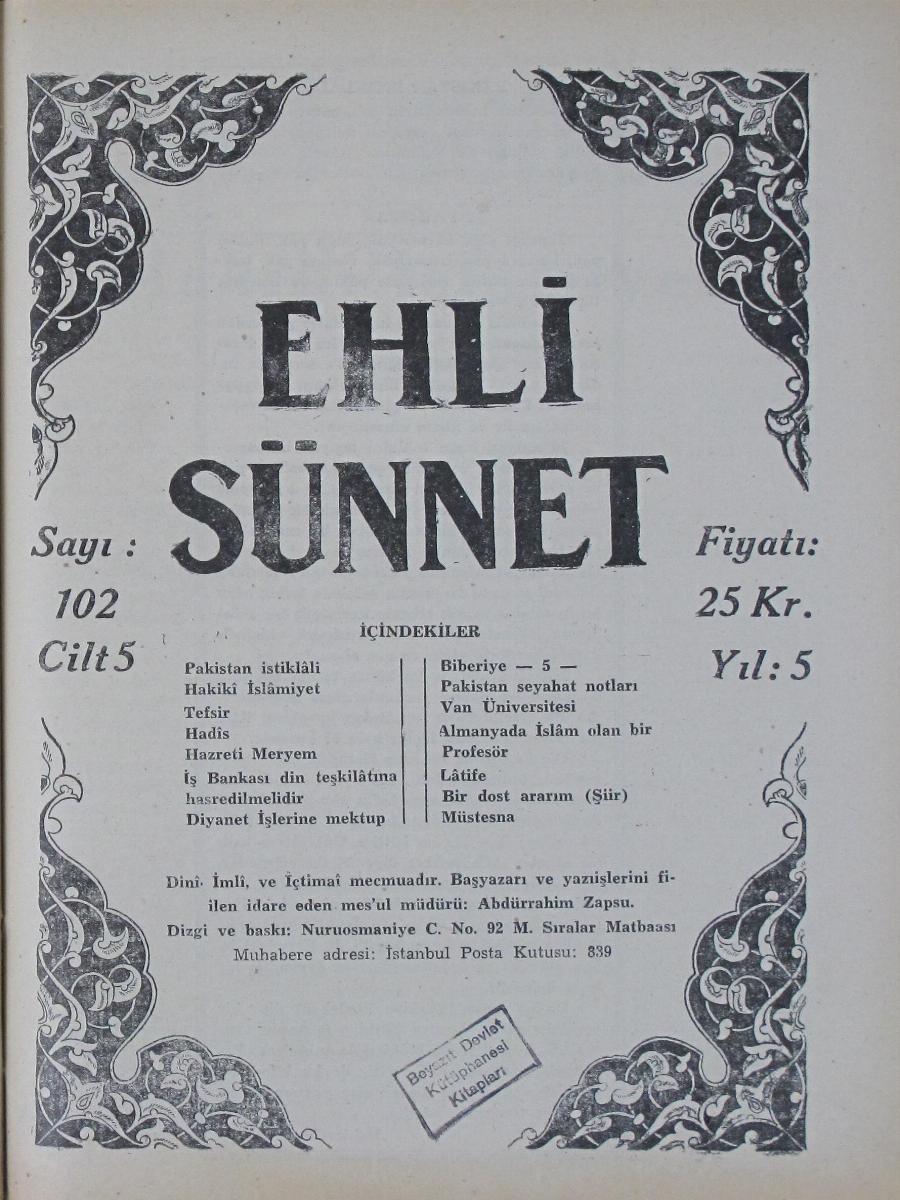 EHLİ
SÜNNET
Sayı :
102
Cilt 5
Fiyatı:
25 Kr.
Yıl: 5
İÇİNDEKİLER
Pakistan istiklâli
Hakikî İslâmiyet
Tefsir
Hadîs
Hazreti Meryem
İş Bankası din teşkilâtına
hasredilmelidir
Diyanet İşlerine mektup
Biberiye — 5 —
Pakistan seyahat notları
Van Üniversitesi
Almanyada İslâm olan bir
Profesör
Lâtife
Bir dost ararım (Şiir)
Müstesna
Dinî. İmlî, ve İçtimaî mecmuadır. Başyazarı ve yazıişlerini fi-
ilen idare eden mes'ul müdürü: Abdürrahim Zapsu.
Dizgi ve baskı: Nuruosmaniye C. No. 92 M. Sıralar Matbaası
Muhabere adresi: İstanbul Posta Kutusu: 839
Beyazıt Devlet
Kütüphanesi
Kitapları